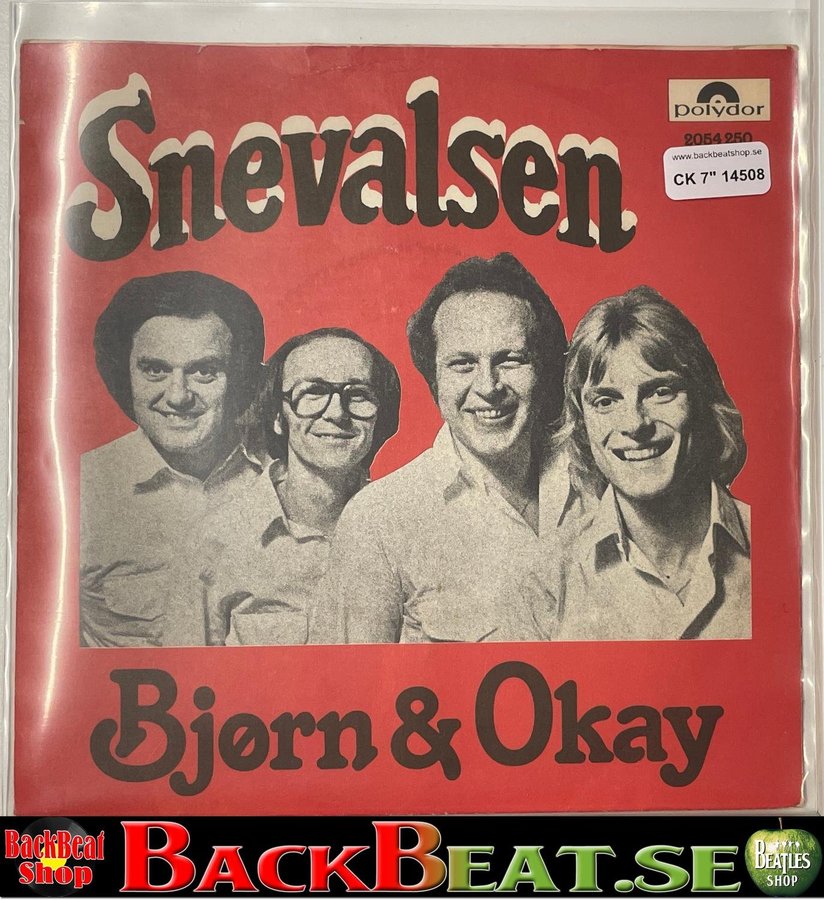 Snevalsen
polydor
2054 250
www.backbeatshop.se
CK 7" 14508
Bjørn & Okay
BackBeat
Shop
BACKBEAT.SE
BEATLES
SHOP